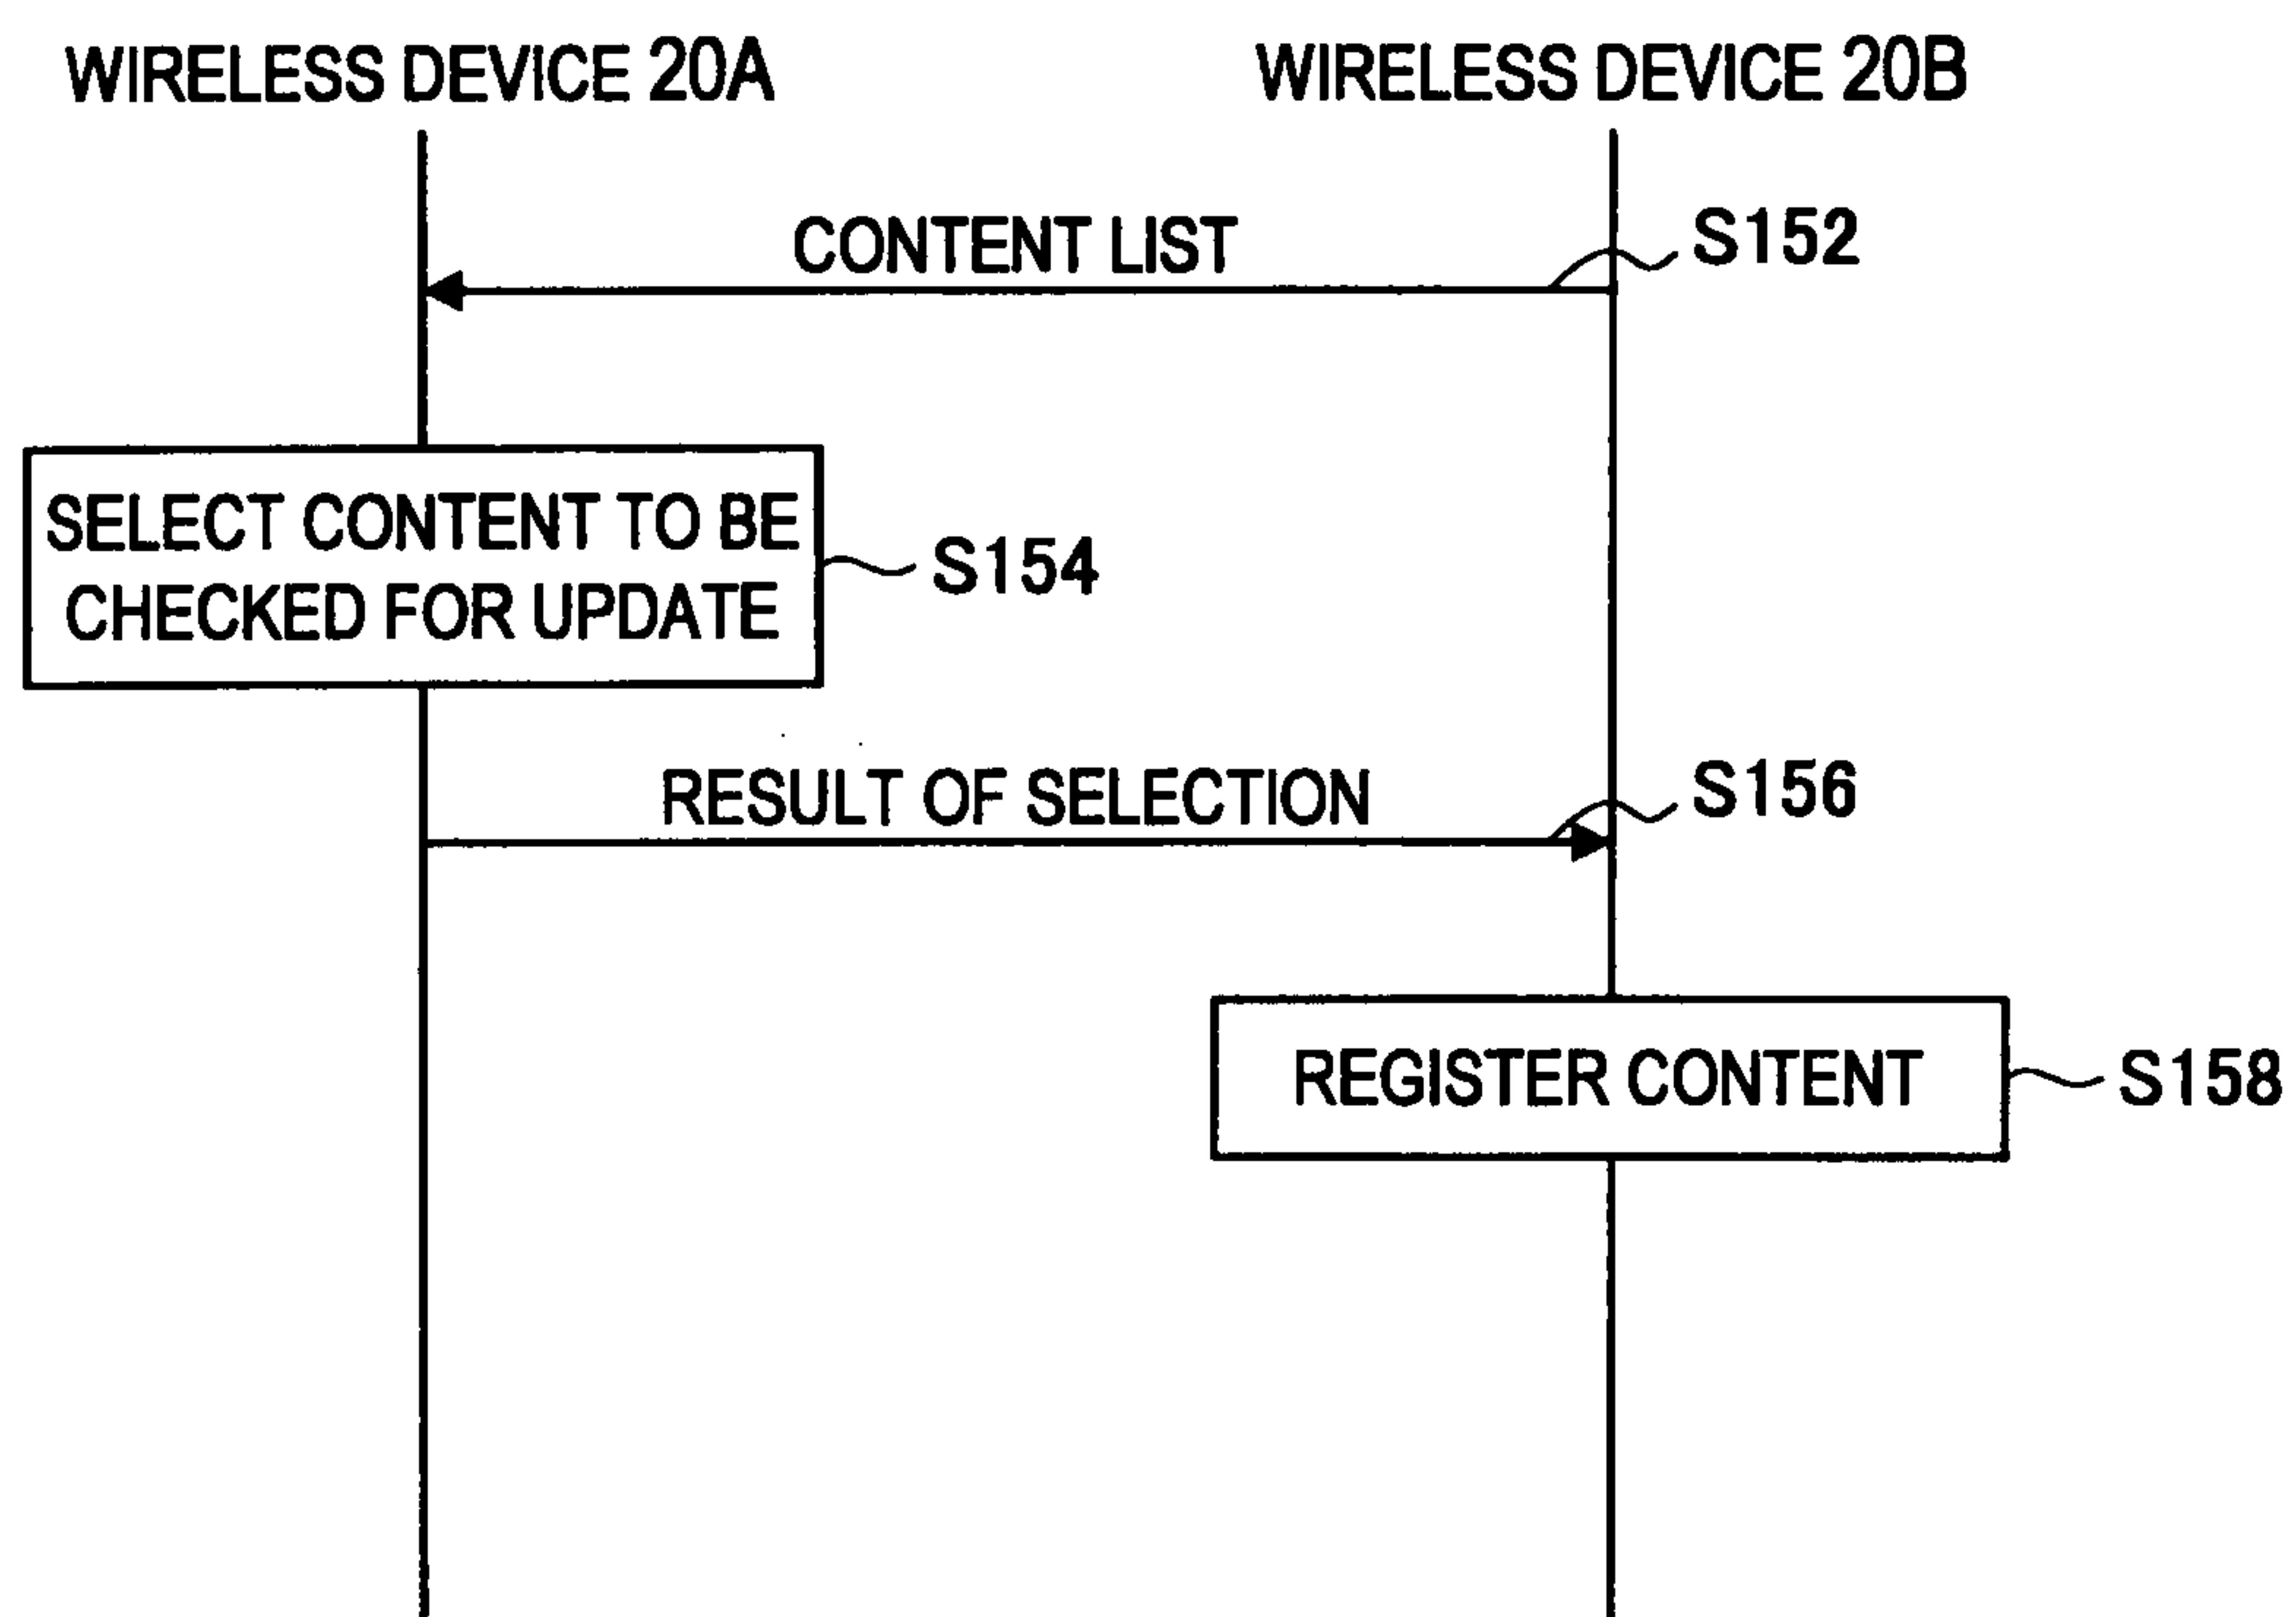 WIRELESS DEVICE 20A
WIRELESS DEVICE 20B
CONTENT LIST
S152
SELECT CONTENT TO BE
CHECKED FOR UPDATE
S154
RESULT OF SELECTION
S156
REGISTER CONTENT
S158